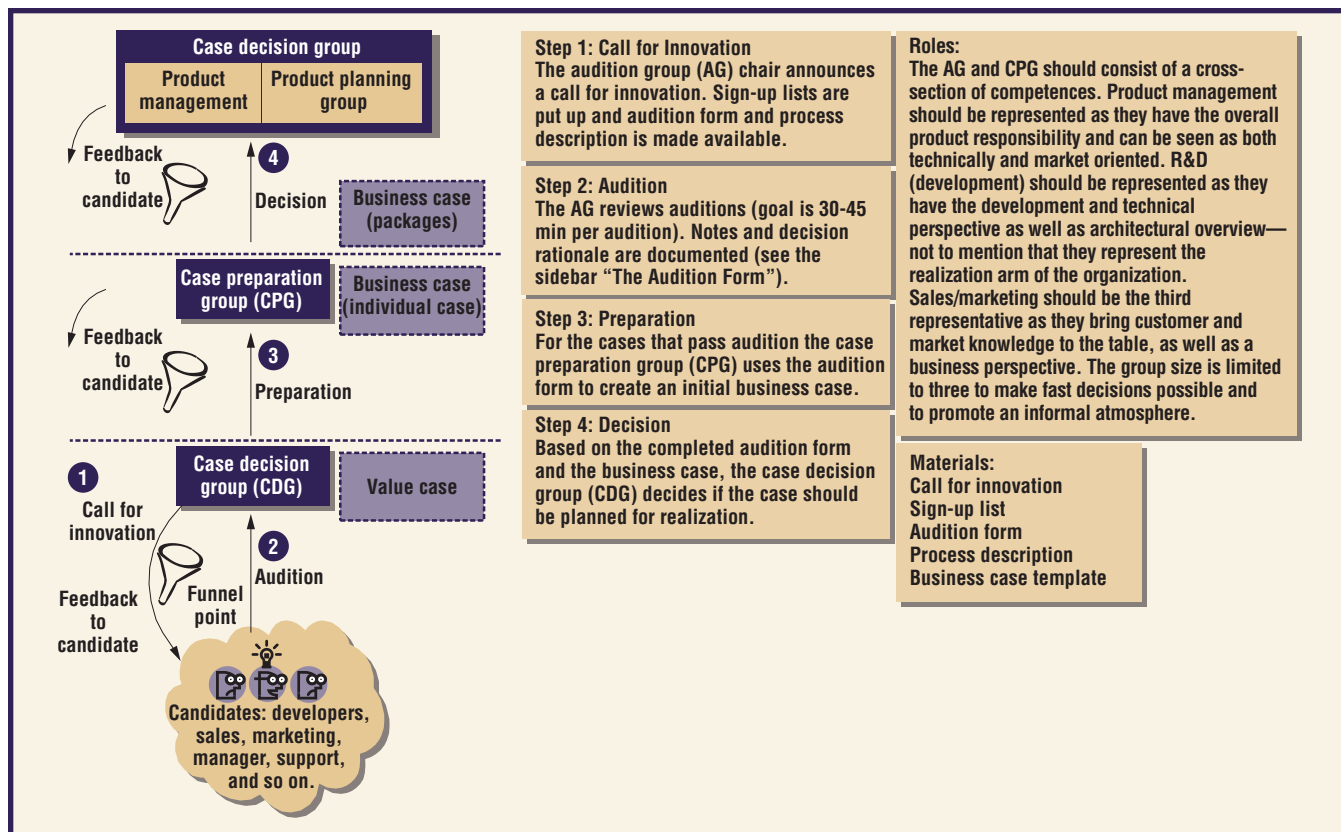 Case decision group
Product
management
Product planning
group
Feedback
to
candidate
4
Decision
Business case
(packages)
Case preparation
group (CPG)
Business case
(individual case)
Feedback
to
candidate
3
Preparation
Case decision
group (CDG)
Value case
1
Call for
innovation
2
Audition
Funnel
point
Feedback
to
candidate
Candidates: developers,
sales, marketing,
manager, support,
and so on.
Step 1: Call for Innovation
The audition group (AG) chair announces
a call for innovation. Sign-up lists are
put up and audition form and process
description is made available.
Step 2: Audition
The AG reviews auditions (goal is 30-45
min per audition). Notes and decision
rationale are documented (see the
sidebar “The Audition Form”).
Step 3: Preparation
For the cases that pass audition the case
preparation group (CPG) uses the audition
form to create an initial business case.
Step 4: Decision
Based on the completed audition form
and the business case, the case decision
group (CDG) decides if the case should
be planned for realization.
Roles:
The AG and CPG should consist of a cross-
section of competences. Product management
should be represented as they have the overall
product responsibility and can be seen as both
technically and market oriented. R&D
(development) should be represented as they
have the development and technical
perspective as well as architectural overview—
not to mention that they represent the
realization arm of the organization.
Sales/marketing should be the third
representative as they bring customer and
market knowledge to the table, as well as a
business perspective. The group size is limited
to three to make fast decisions possible and
to promote an informal atmosphere.
Materials:
Call for innovation
Sign-up list
Audition form
Process description
Business case template